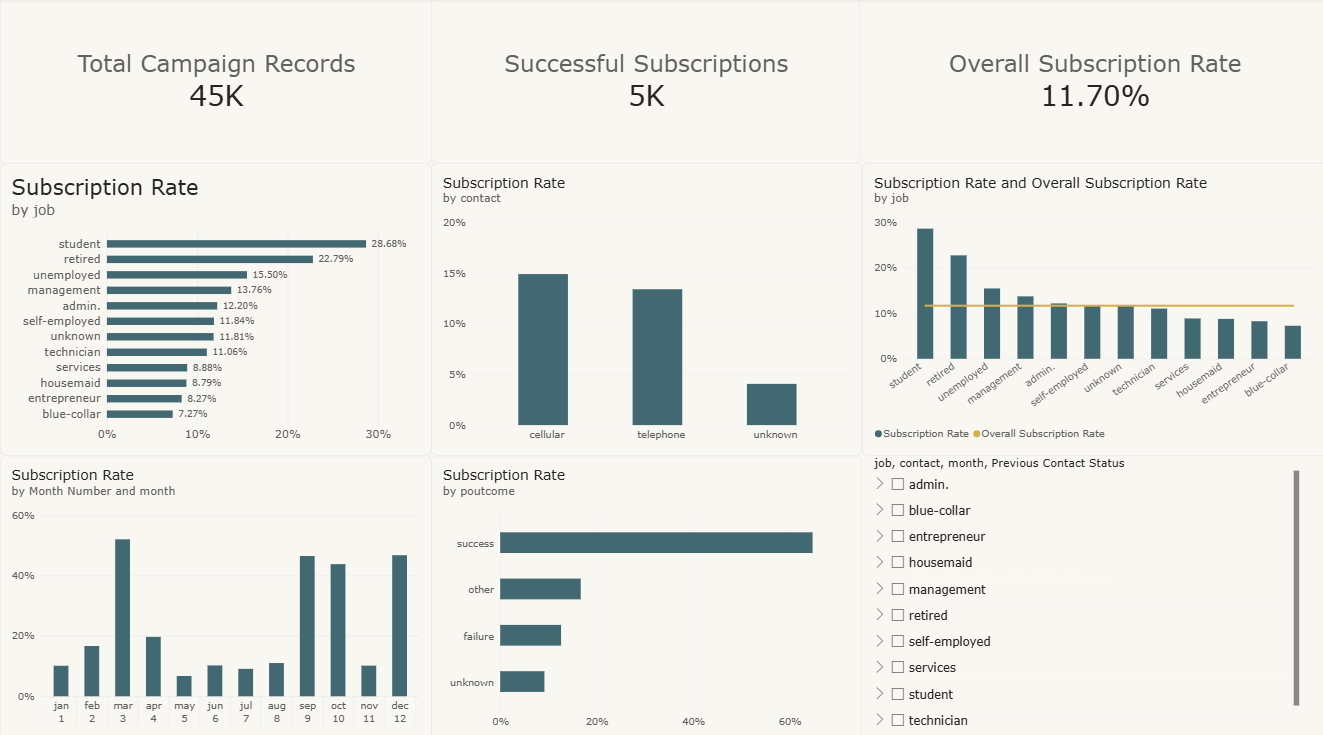 Total Campaign Records
45K
Successful Subscriptions
5K
Overall Subscription Rate
11.70%
Subscription Rate
by job
student 28.68%
retired 22.79%
unemployed 15.50%
management 13.76%
admin. 12.20%
self-employed 11.84%
unknown 11.81%
technician 11.06%
services 8.88%
housemaid 8.79%
entrepreneur 8.27%
blue-collar 7.27%
0% 10% 20% 30%
Subscription Rate
by contact
20%
15%
10%
5%
0%
cellular telephone unknown
Subscription Rate and Overall Subscription Rate
by job
30%
20%
10%
0%
student retired unemployed management admin. self-employed unknown technician services housemaid entrepreneur blue-collar
Subscription Rate Overall Subscription Rate
Subscription Rate
by Month Number and month
60%
40%
20%
0%
jan feb mar apr may jun jul aug sep oct nov dec
1 2 3 4 5 6 7 8 9 10 11 12
Subscription Rate
by poutcome
success
other
failure
unknown
0% 20% 40% 60%
job, contact, month, Previous Contact Status
admin.
blue-collar
entrepreneur
housemaid
management
retired
self-employed
services
student
technician